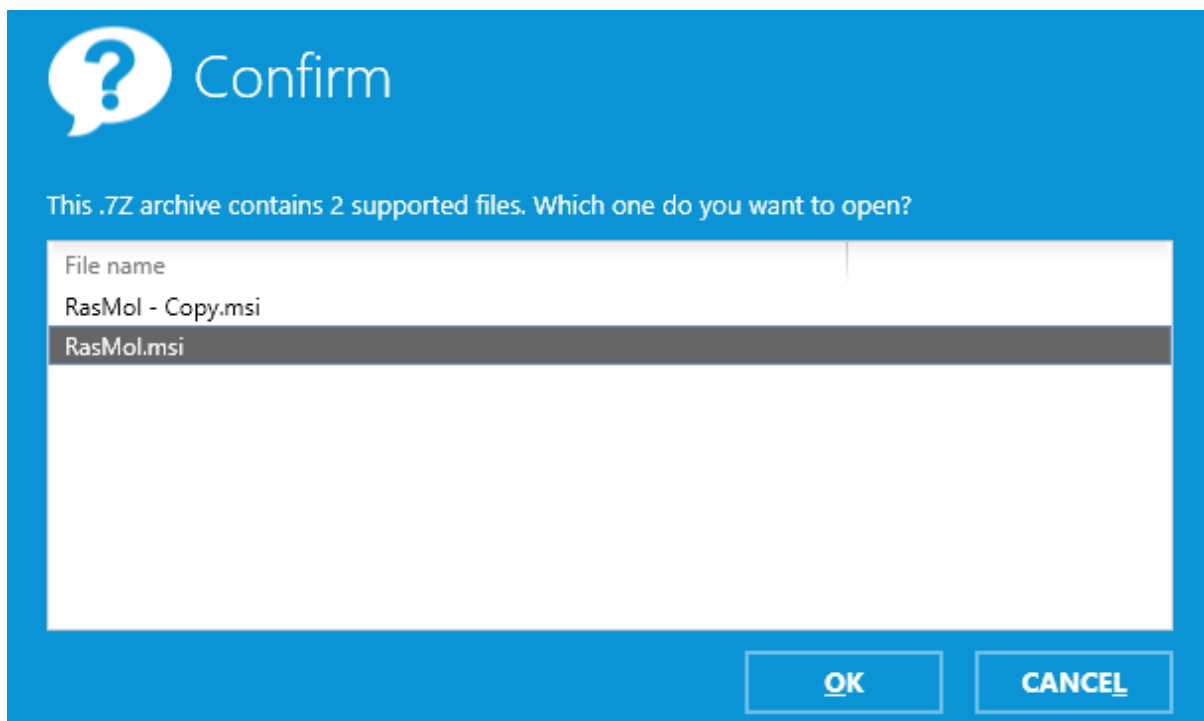 ?
Confirm
This .7Z archive contains 2 supported files. Which one do you want to open?
File name
RasMol - Copy.msi
RasMol.msi
OK
CANCEL